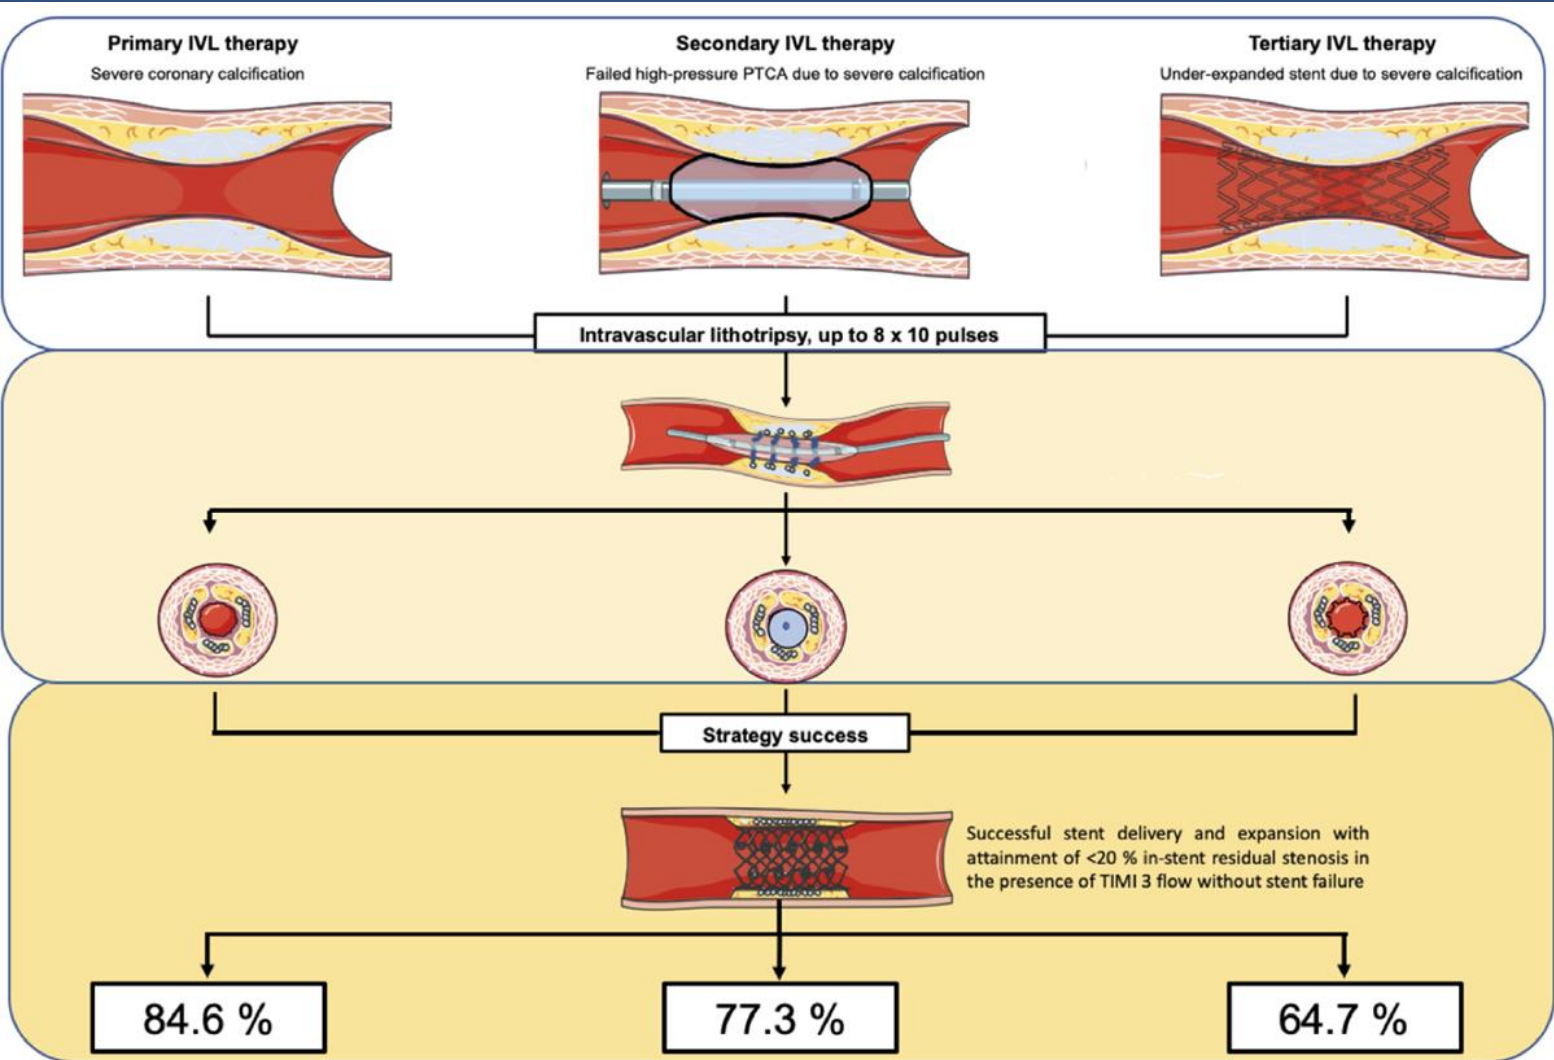 Primary IVL therapy
Severe coronary calcification
Secondary IVL therapy
Failed high-pressure PTCA due to severe calcification
Tertiary IVL therapy
Under-expanded stent due to severe calcification
Intravascular lithotripsy, up to 8 x 10 pulses
Strategy success
Successful stent delivery and expansion with
attainment of <20 % in-stent residual stenosis in
the presence of TIMI 3 flow without stent failure
84.6 %
77.3 %
64.7 %